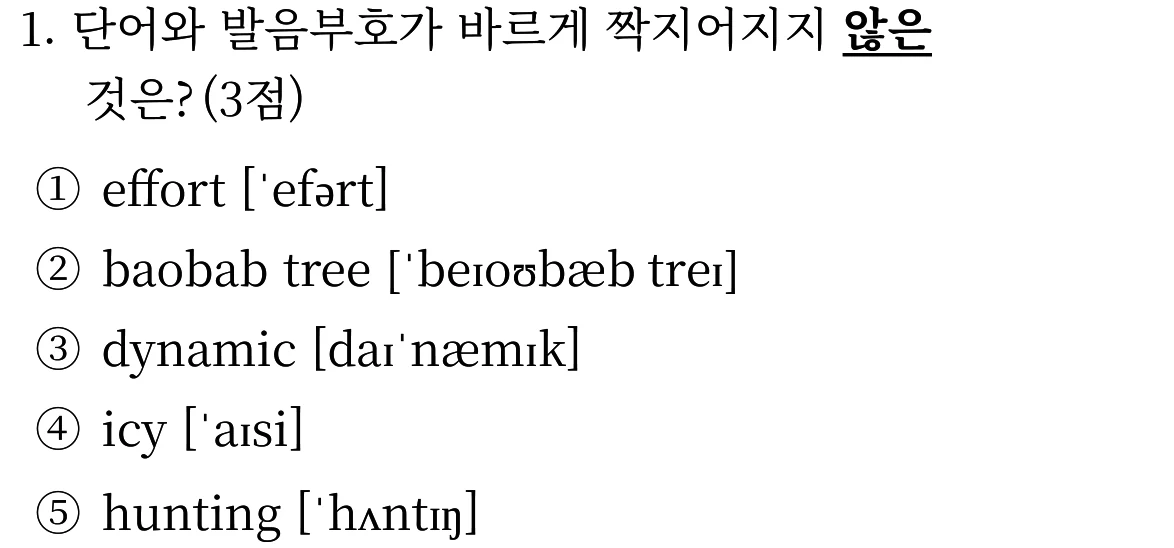 1. 단어와 발음부호가 바르게 짝지어지지 않은
것은?(3점)
① effort [ˈefərt]
② baobab tree [ˈbeɪoʊbæb treɪ]
③ dynamic [daɪˈnæmɪk]
④ icy [ˈaɪsi]
⑤ hunting [ˈhʌntɪŋ]